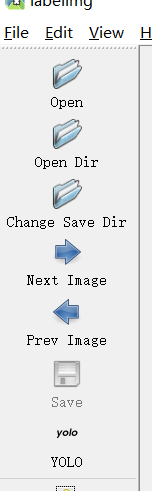 labelImg
File Edit View H
Open
Open Dir
Change Save Dir
Next Image
Prev Image
Save
yolo
YOLO